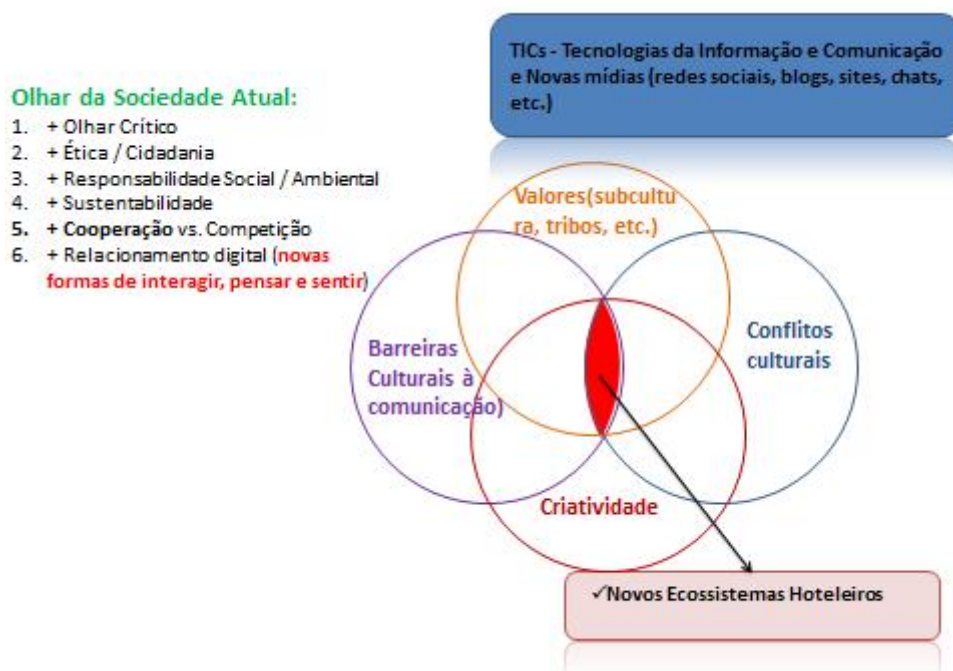 TICs - Tecnologias da Informação e Comunicação
e Novas mídias (redes sociais, blogs, sites, chats,
etc.)
Olhar da Sociedade Atual:
1. + Olhar Crítico
2. + Ética / Cidadania
3. + Responsabilidade Social / Ambiental
4. + Sustentabilidade
5. + Cooperação vs. Competição
6. + Relacionamento digital (novas
formas de interagir, pensar e sentir)
Valores(subcultu
ra, tribos, etc.)
Barreiras
Culturais à
comunicação)
Conflitos
culturais
Criatividade
✓Novos Ecossistemas Hoteleiros